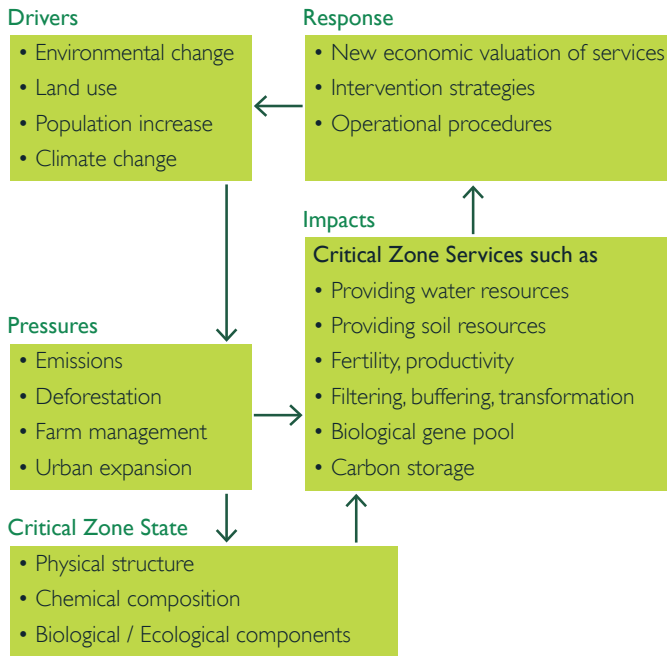 Drivers
• Environmental change
• Land use
• Population increase
• Climate change
Response
• New economic valuation of services
• Intervention strategies
• Operational procedures
Impacts
Critical Zone Services such as
• Providing water resources
• Providing soil resources
• Fertility, productivity
• Filtering, buffering, transformation
• Biological gene pool
• Carbon storage
Pressures
• Emissions
• Deforestation
• Farm management
• Urban expansion
Critical Zone State
• Physical structure
• Chemical composition
• Biological / Ecological components